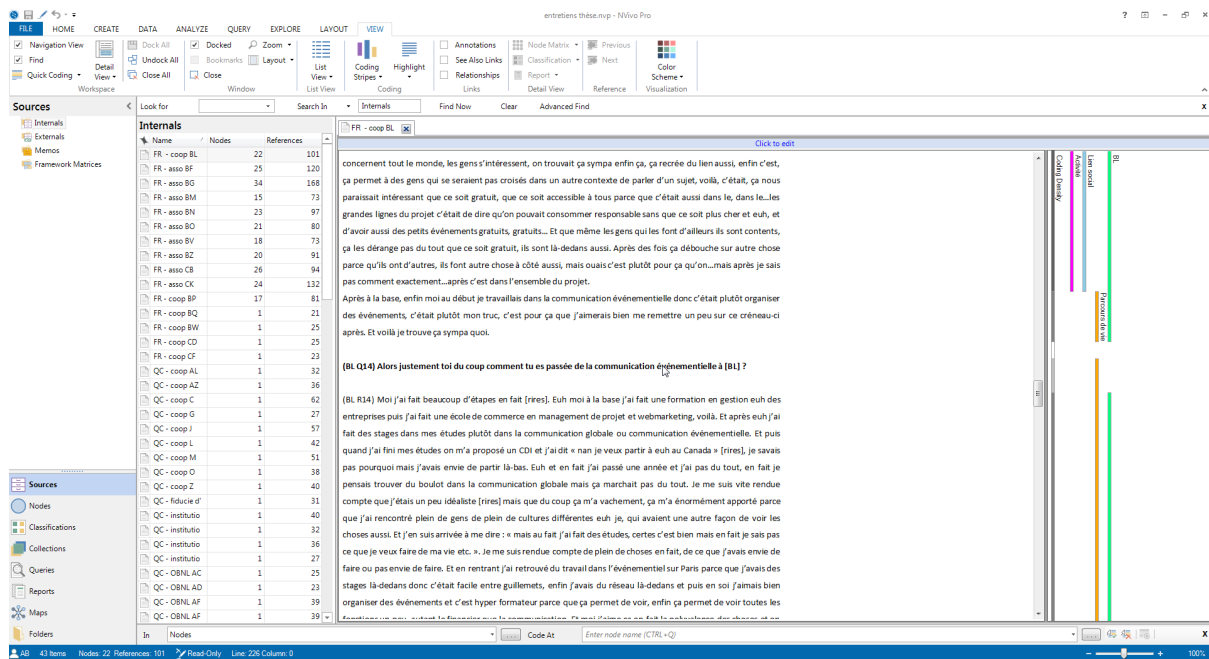 entretiens thèse.nvp - NVivo Pro
FILE HOME CREATE DATA ANALYZE QUERY EXPLORE LAYOUT VIEW
Navigation View
Find
Quick Coding
Detail View
Workspace
Dock All
Undock All
Close All
Docked
Bookmarks
Close
Zoom
Layout
Window
List View
List View
Coding Stripes
Highlight
Coding
Annotations
See Also Links
Relationships
Links
Node Matrix
Classification
Report
Detail View
Previous
Next
Reference
Color Scheme
Visualization
Sources
Internals
Externals
Memos
Framework Matrices
Look for Search In Internals Find Now Clear Advanced Find x
Internals
Name Nodes References
FR - coop BL 22 101
FR - asso BF 25 120
FR - asso BG 34 168
FR - asso BM 15 73
FR - asso BN 23 97
FR - asso BO 21 80
FR - asso BV 18 73
FR - asso BZ 20 91
FR - asso CB 26 94
FR - asso CK 24 132
FR - coop BP 17 81
FR - coop BQ 1 21
FR - coop BW 1 25
FR - coop CD 1 25
FR - coop CF 1 23
QC - coop AL 1 32
QC - coop AZ 1 36
QC - coop C 1 62
QC - coop G 1 27
QC - coop J 1 57
QC - coop L 1 42
QC - coop M 1 51
QC - coop O 1 38
QC - coop Z 1 40
QC - fiducie d' 1 31
QC - institutio 1 40
QC - institutio 1 32
QC - institutio 1 36
QC - institutio 1 27
QC - OBNL AC 1 25
QC - OBNL AD 1 23
QC - OBNL AF 1 39
QC - OBNL AF 1 39
FR - coop BL
Click to edit
concernent tout le monde, les gens s'intéressent, on trouvait ça sympa enfin ça, ça recrée du lien aussi, enfin c'est,
ça permet à des gens qui se seraient pas croisés dans un autre contexte de parler d'un sujet, voilà, c'était, ça nous
paraissait intéressant que ce soit gratuit, que ce soit accessible à tous parce que c'était aussi dans le, dans le...les
grandes lignes du projet c'était de dire qu'on pouvait consommer responsable sans que ce soit plus cher et euh, et
d'avoir aussi des petits événements gratuits, gratuits... Et que même les gens qui les font d'ailleurs ils sont contents,
ça les dérange pas du tout que ce soit gratuit, ils sont là-dedans aussi. Après des fois ça débouche sur autre chose
parce qu'ils ont d'autres, ils font autre chose à côté aussi, mais ouais c'est plutôt pour ça qu'on...mais après je sais
pas comment exactement...après c'est dans l'ensemble du projet.
Après à la base, enfin moi au début je travaillais dans la communication événementielle donc c'était plutôt organiser
des événements, c'était plutôt mon truc, c'est pour ça que j'aimerais bien me remettre un peu sur ce créneau-ci
après. Et voilà je trouve ça sympa quoi.
(BL Q14) Alors justement toi du coup comment tu es passée de la communication événementielle à [BL] ?
(BL R14) Moi j'ai fait beaucoup d'étapes en fait [rires]. Euh moi à la base j'ai fait une formation en gestion euh des
entreprises puis j'ai fait une école de commerce en management de projet et webmarketing, voilà. Et après euh j'ai
fait des stages dans mes études plutôt dans la communication globale ou communication événementielle. Et puis
quand j'ai fini mes études on m'a proposé un CDI et j'ai dit « nan je veux partir à euh au Canada » [rires], je savais
pas pourquoi mais j'avais envie de partir là-bas. Euh et en fait j'ai passé une année et j'ai pas du tout, en fait je
pensais trouver du boulot dans la communication globale mais ça marchait pas du tout. Je me suis vite rendue
compte que j'étais un peu idéaliste [rires] mais que du coup ça m'a vachement, ça m'a énormément apporté parce
que j'ai rencontré plein de gens de plein de cultures différentes euh je, qui avaient une autre façon de voir les
choses aussi. Et j'en suis arrivée à me dire : « mais au fait j'ai fait des études, certes c'est bien mais en fait je sais pas
ce que je veux faire de ma vie etc. ». Je me suis rendue compte de plein de choses en fait, de ce que j'avais envie de
faire ou pas envie de faire. Et en rentrant j'ai retrouvé du travail dans l'événementiel sur Paris parce que j'avais des
stages là-dedans donc c'était facile entre guillemets, enfin j'avais du réseau là-dedans et puis en soi j'aimais bien
organiser des événements et c'est hyper formateur parce que ça permet de voir, enfin ça permet de voir toutes les
Coding Density
Activité
Lien social
BL
Parcours de vie
Sources
Nodes
Classifications
Collections
Queries
Reports
Maps
Folders
In Nodes Code At Enter node name (CTRL+Q) x
AB 43 Items Nodes: 22 References: 101 Read-Only Line: 226 Column: 0 100%